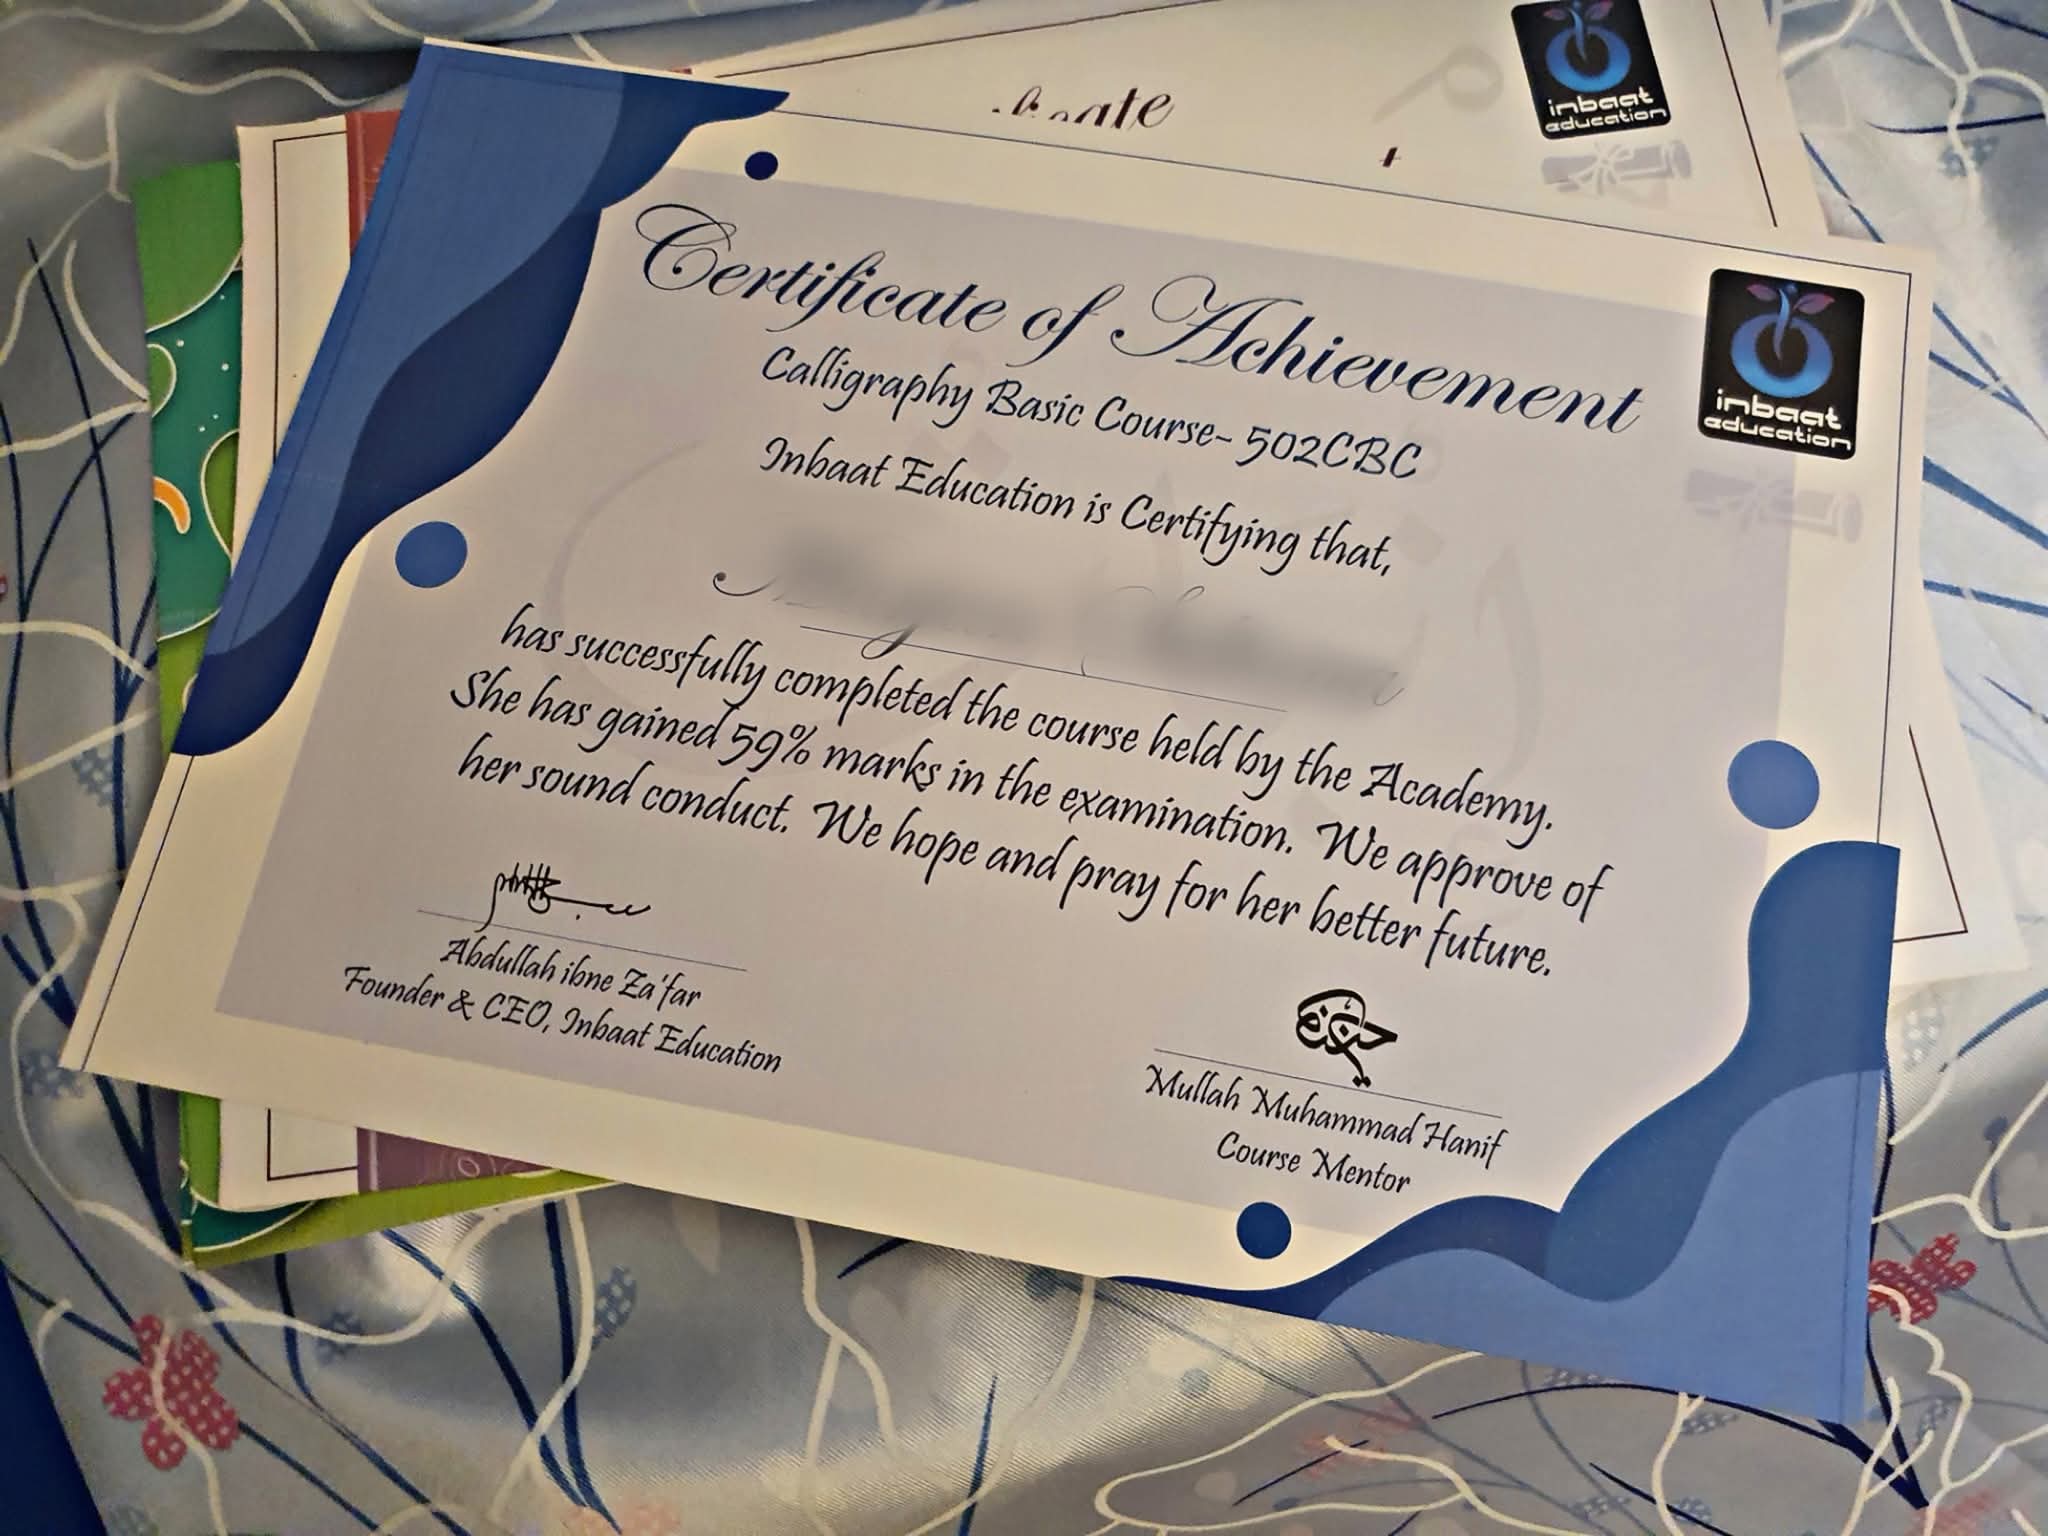 inbaat
education
Certificate of Achievement
inbaat
education
Calligraphy Basic Course- 502CBC
Inbaat Education is Certifying that,
has successfully completed the course held by the Academy.
She has gained 59% marks in the examination. We approve of
her sound conduct. We hope and pray for her better future.
Abdullah ibne Za'far
Founder & CEO, Inbaat Education
Mullah Muhammad Hanif
Course Mentor